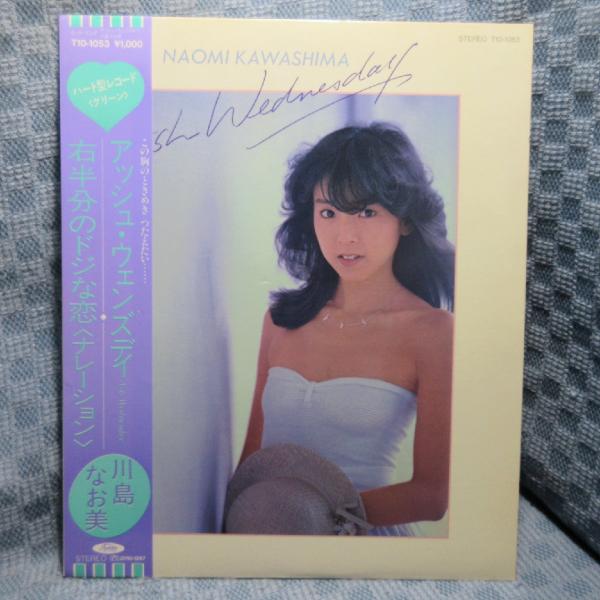 T10-1053 ¥1,000
ハート型レコード
〈グリーン〉
この胸のときめき つたえたい……
アッシュ・ウェンズデイ
右半分のドジな恋〈ナレーション〉
川島
なお美
STEREO
NAOMI KAWASHIMA
STEREO T10-1053
sh Wednesday